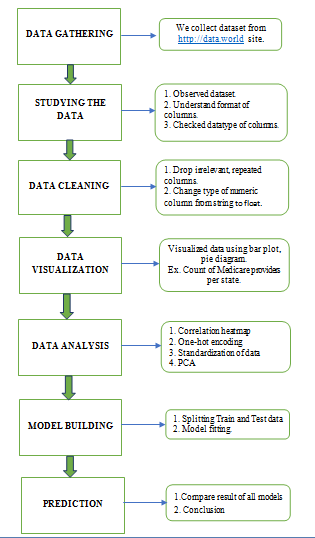 DATA GATHERING
We collect dataset from
http://data.world site.
STUDYING THE
DATA
1. Observed dataset.
2. Understand format of
columns.
3. Checked datatype of columns.
DATA CLEANING
1. Drop irrelevant, repeated
columns.
2. Change type of numeric
column from string to float.
DATA
VISUALIZATION
Visualized data using bar plot,
pie diagram.
Ex. Count of Medicare providers
per state.
DATA ANALYSIS
1. Correlation heatmap
2. One-hot encoding
3. Standardization of data
4. PCA
MODEL BUILDING
1. Splitting Train and Test data
2. Model fitting.
PREDICTION
1.Compare result of all models
2. Conclusion